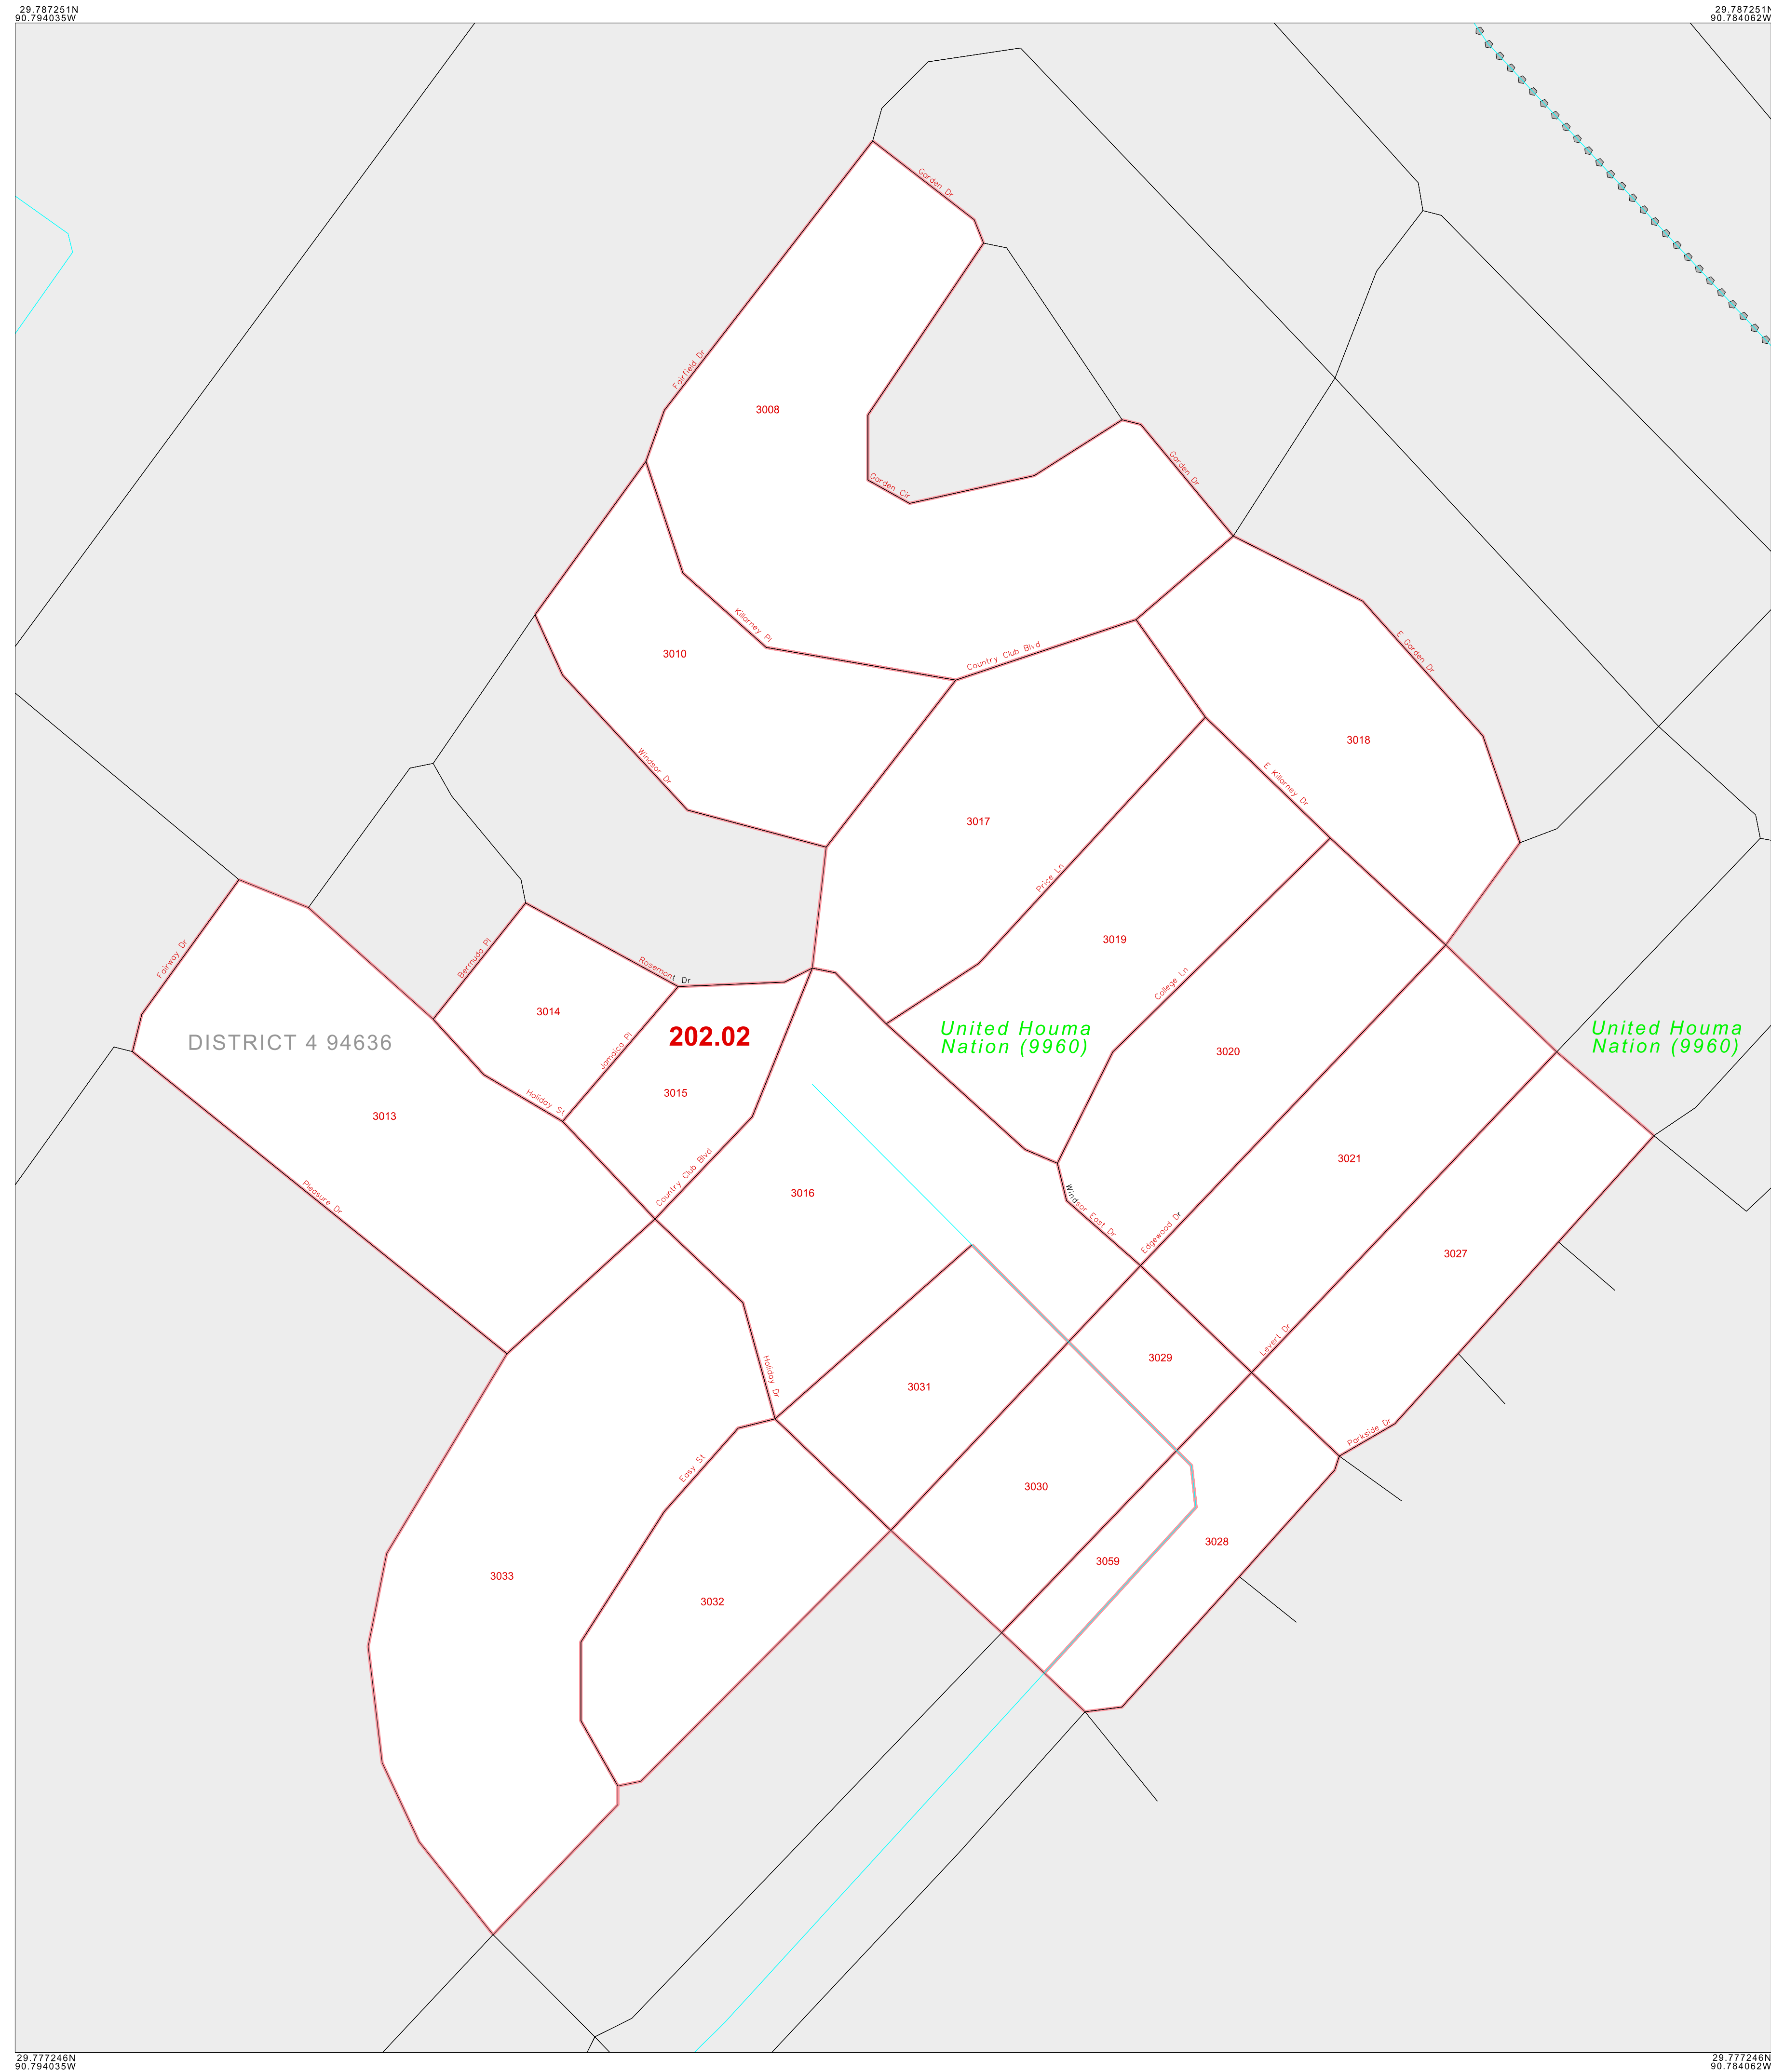 29.787251N
90.794035W
29.787251N
90.784062W
Garden Dr
Fairfield Dr
3008
Garden Dr
Garden Cir
Killarney Pl
E Garden Dr
Country Club Blvd
3010
3018
Windsor Dr
E Killarney Dr
3017
Price Ln
3019
Fairway Dr
Bermuda Pl
Rosemont Dr
College Ln
3014
202.02
United Houma
Nation (9960)
United Houma
Nation (9960)
DISTRICT 4 94636
Jamaica Pl
3020
3015
Holiday St
3013
3021
Country Club Blvd
3016
Pleasure Dr
Windsor East Dr
Edgewood Dr
3027
Levert Dr
3029
Holiday Dr
3031
Parkside Dr
Easy St
3030
3028
3059
3033
3032
29.777246N
90.794035W
29.777246N
90.784062W